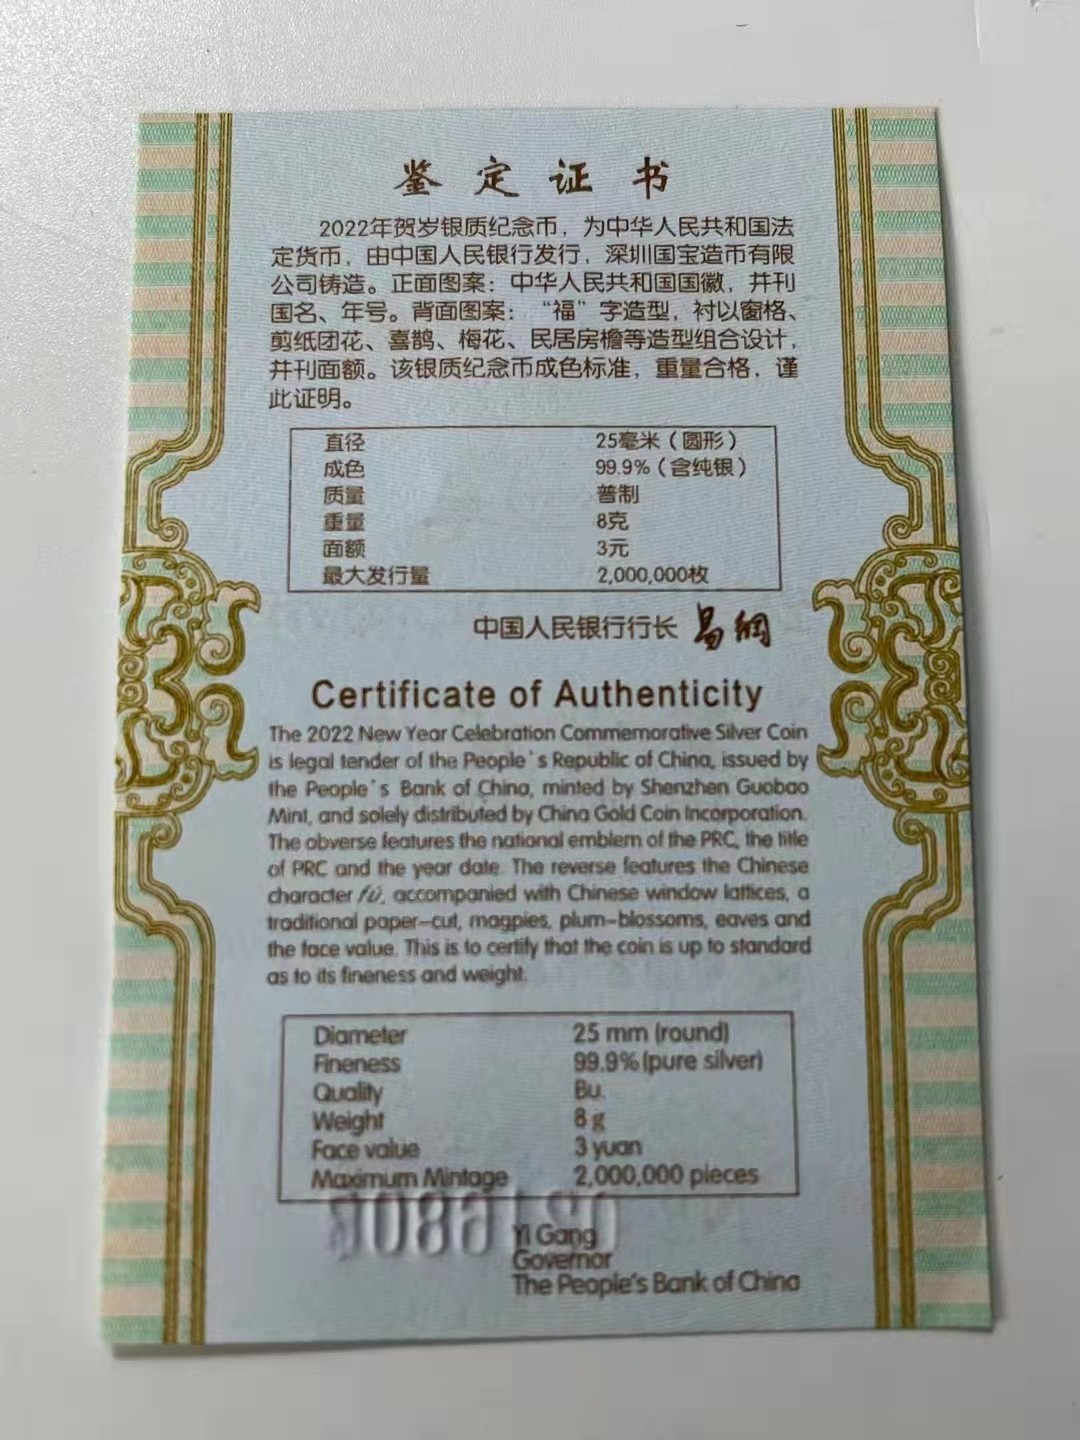 鉴定证书
2022年贺岁银质纪念币，为中华人民共和国法
定货币，由中国人民银行发行，深圳国宝造币有限
公司铸造。正面图案：中华人民共和国国徽，并刊
国名、年号。背面图案：“福”字造型，衬以窗格、
剪纸团花、喜鹊、梅花、民居房檐等造型组合设计，
并刊面额。该银质纪念币成色标准，重量合格，谨
此证明。
直径 25毫米（圆形）
成色 99.9%（含纯银）
质量 普制
重量 8克
面额 3元
最大发行量 2,000,000枚
中国人民银行行长 易纲
Certificate of Authenticity
The 2022 New Year Celebration Commemorative Silver Coin
is legal tender of the People's Republic of China, issued by
the People's Bank of China, minted by Shenzhen Guobao
Mint, and solely distributed by China Gold Coin Incorporation.
The obverse features the national emblem of the PRC, the title
of PRC and the year date. The reverse features the Chinese
character fú, accompanied with Chinese window lattices, a
traditional paper-cut, magpies, plum-blossoms, eaves and
the face value. This is to certify that the coin is up to standard
as to its fineness and weight.
Diameter 25 mm (round)
Fineness 99.9% (pure silver)
Quality Bu.
Weight 8 g
Face value 3 yuan
Maximum Mintage 2,000,000 pieces
Yi Gang
Governor
The People's Bank of China